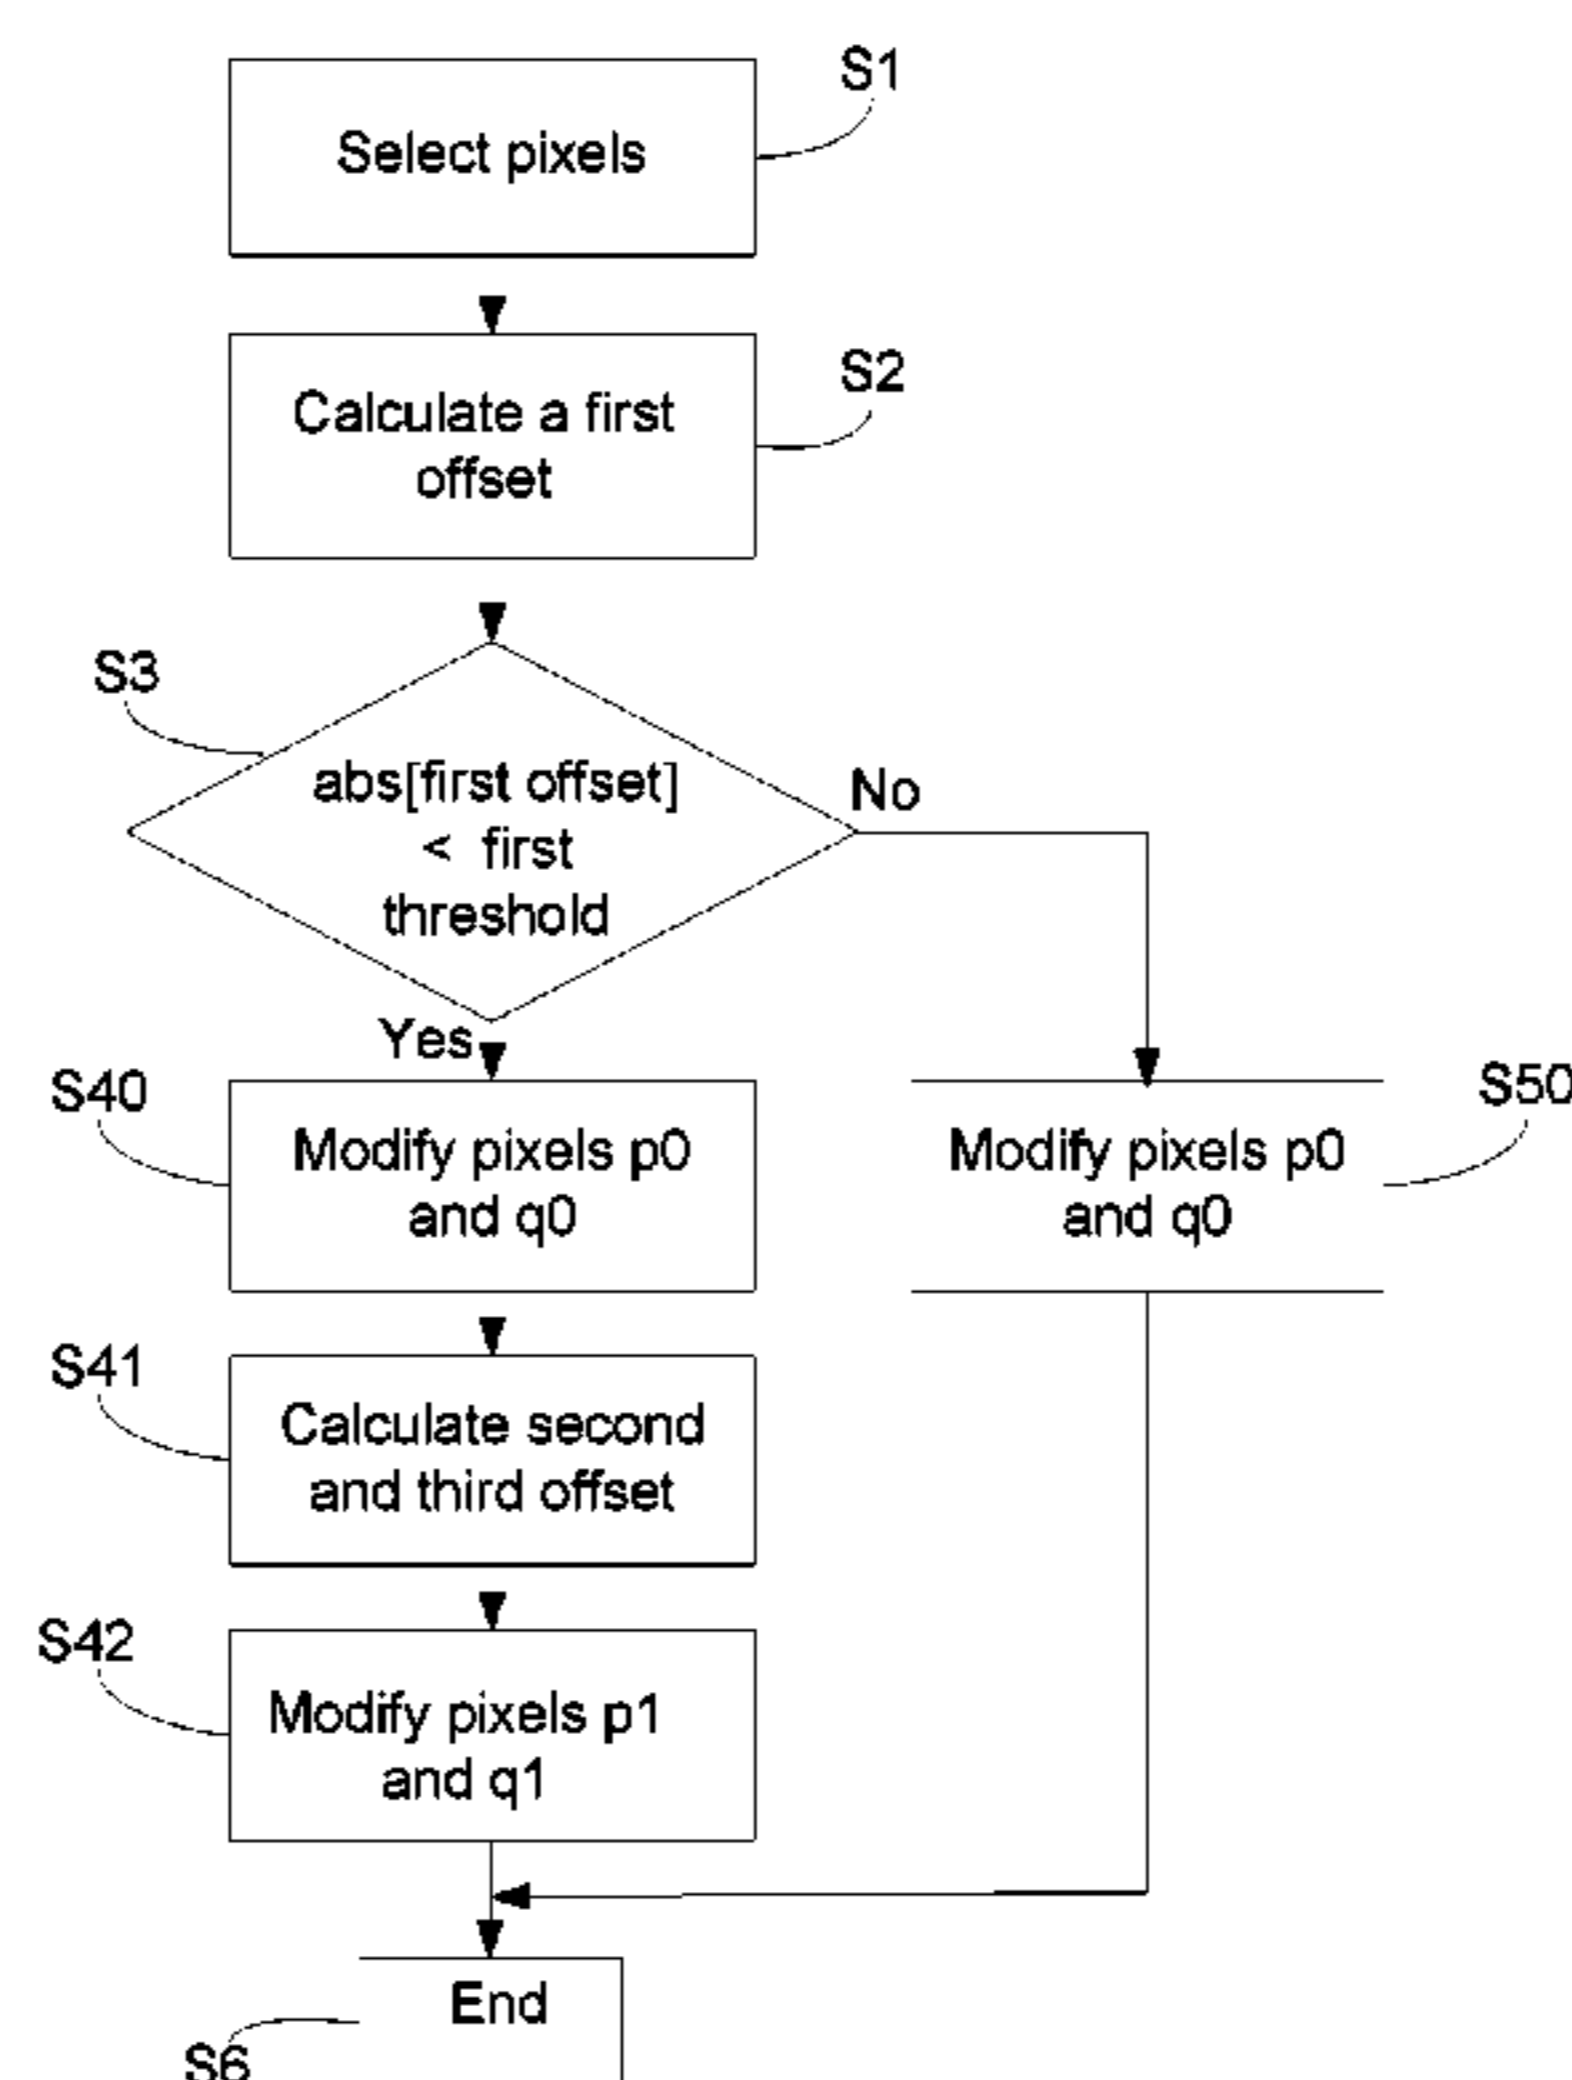 S1
Select pixels
S2
Calculate a first
offset
S3
abs[first offset]
< first
threshold
No
Yes
S40
Modify pixels p0
and q0
S50
Modify pixels p0
and q0
S41
Calculate second
and third offset
S42
Modify pixels p1
and q1
End
S6